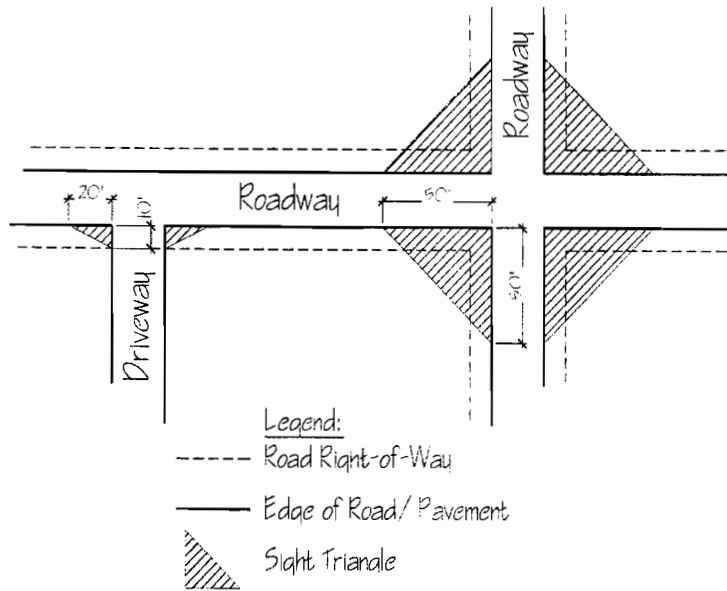 Roadway
20'
10'
Roadway
50'
50'
Driveway
Legend:
Road Right-of-Way
Edge of Road/ Pavement
Sight Triangle